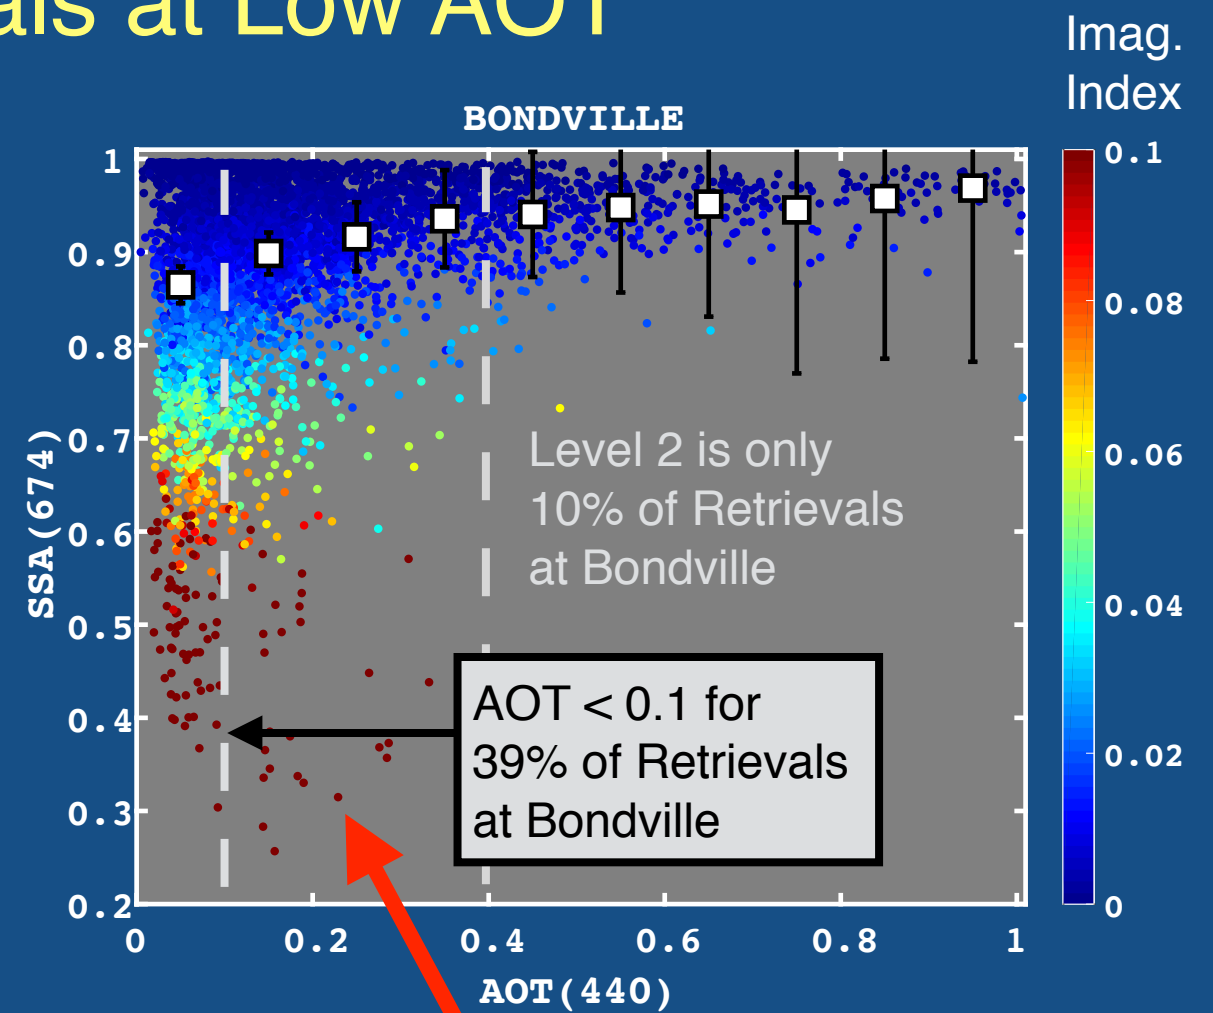 als at Low AOT
Imag.
Index
BONDVILLE
1
0.9
0.8
0.7
0.6
0.5
0.4
0.3
0.2
SSA(674)
0
0.2
0.4
0.6
0.8
1
AOT(440)
Level 2 is only
10% of Retrievals
at Bondville
AOT < 0.1 for
39% of Retrievals
at Bondville
0.1
0.08
0.06
0.04
0.02
0